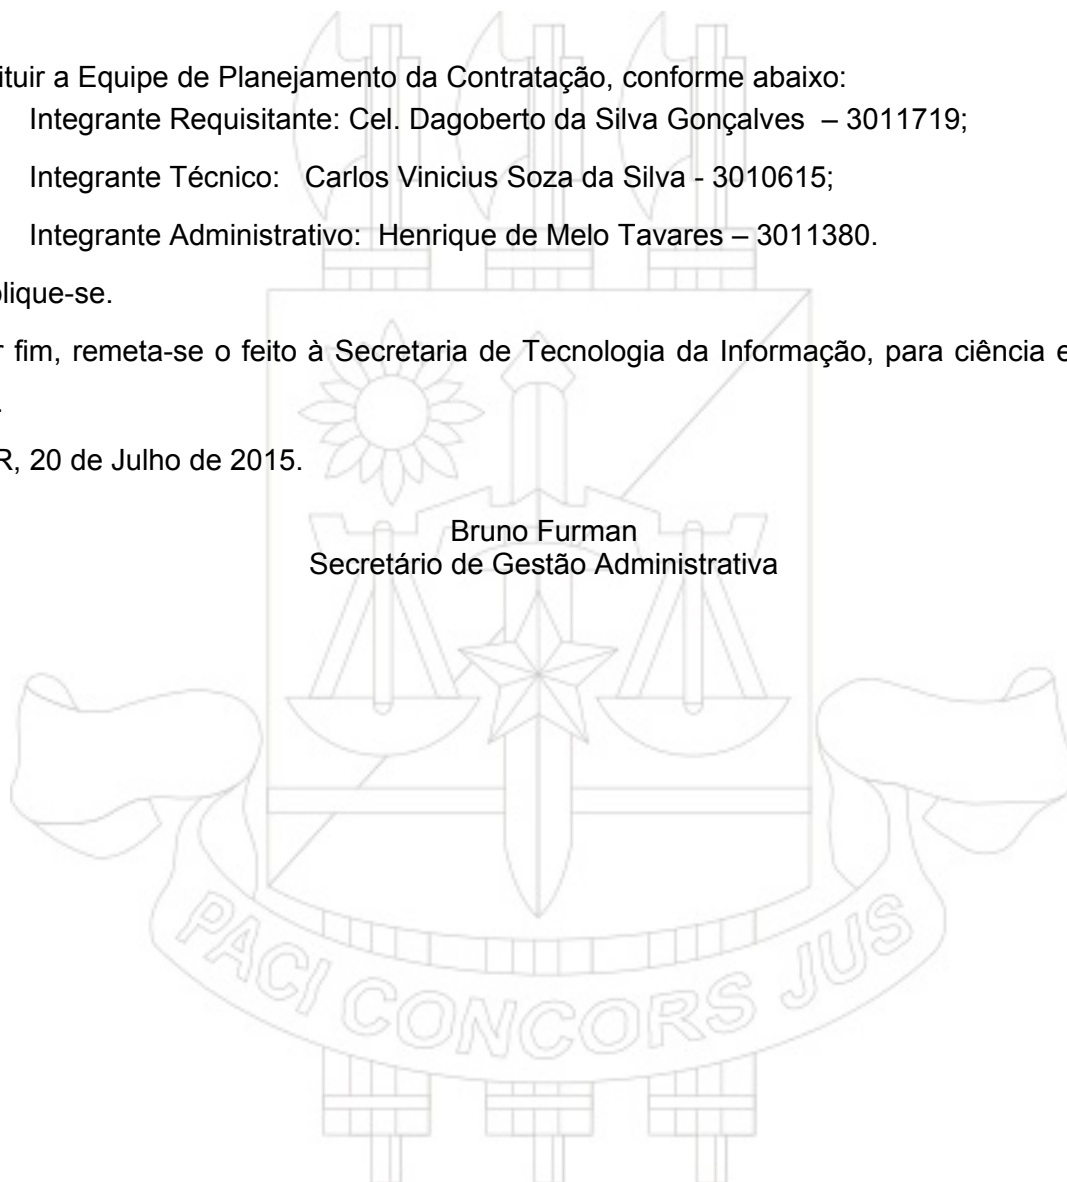 ituir a Equipe de Planejamento da Contratação, conforme abaixo:
Integrante Requisitante: Cel. Dagoberto da Silva Gonçalves – 3011719;
Integrante Técnico: Carlos Vinicius Soza da Silva - 3010615;
Integrante Administrativo: Henrique de Melo Tavares – 3011380.
lique-se.
r fim, remeta-se o feito à Secretaria de Tecnologia da Informação, para ciência e
.
R, 20 de Julho de 2015.
Bruno Furman
Secretário de Gestão Administrativa
PACI CONCORS JUS